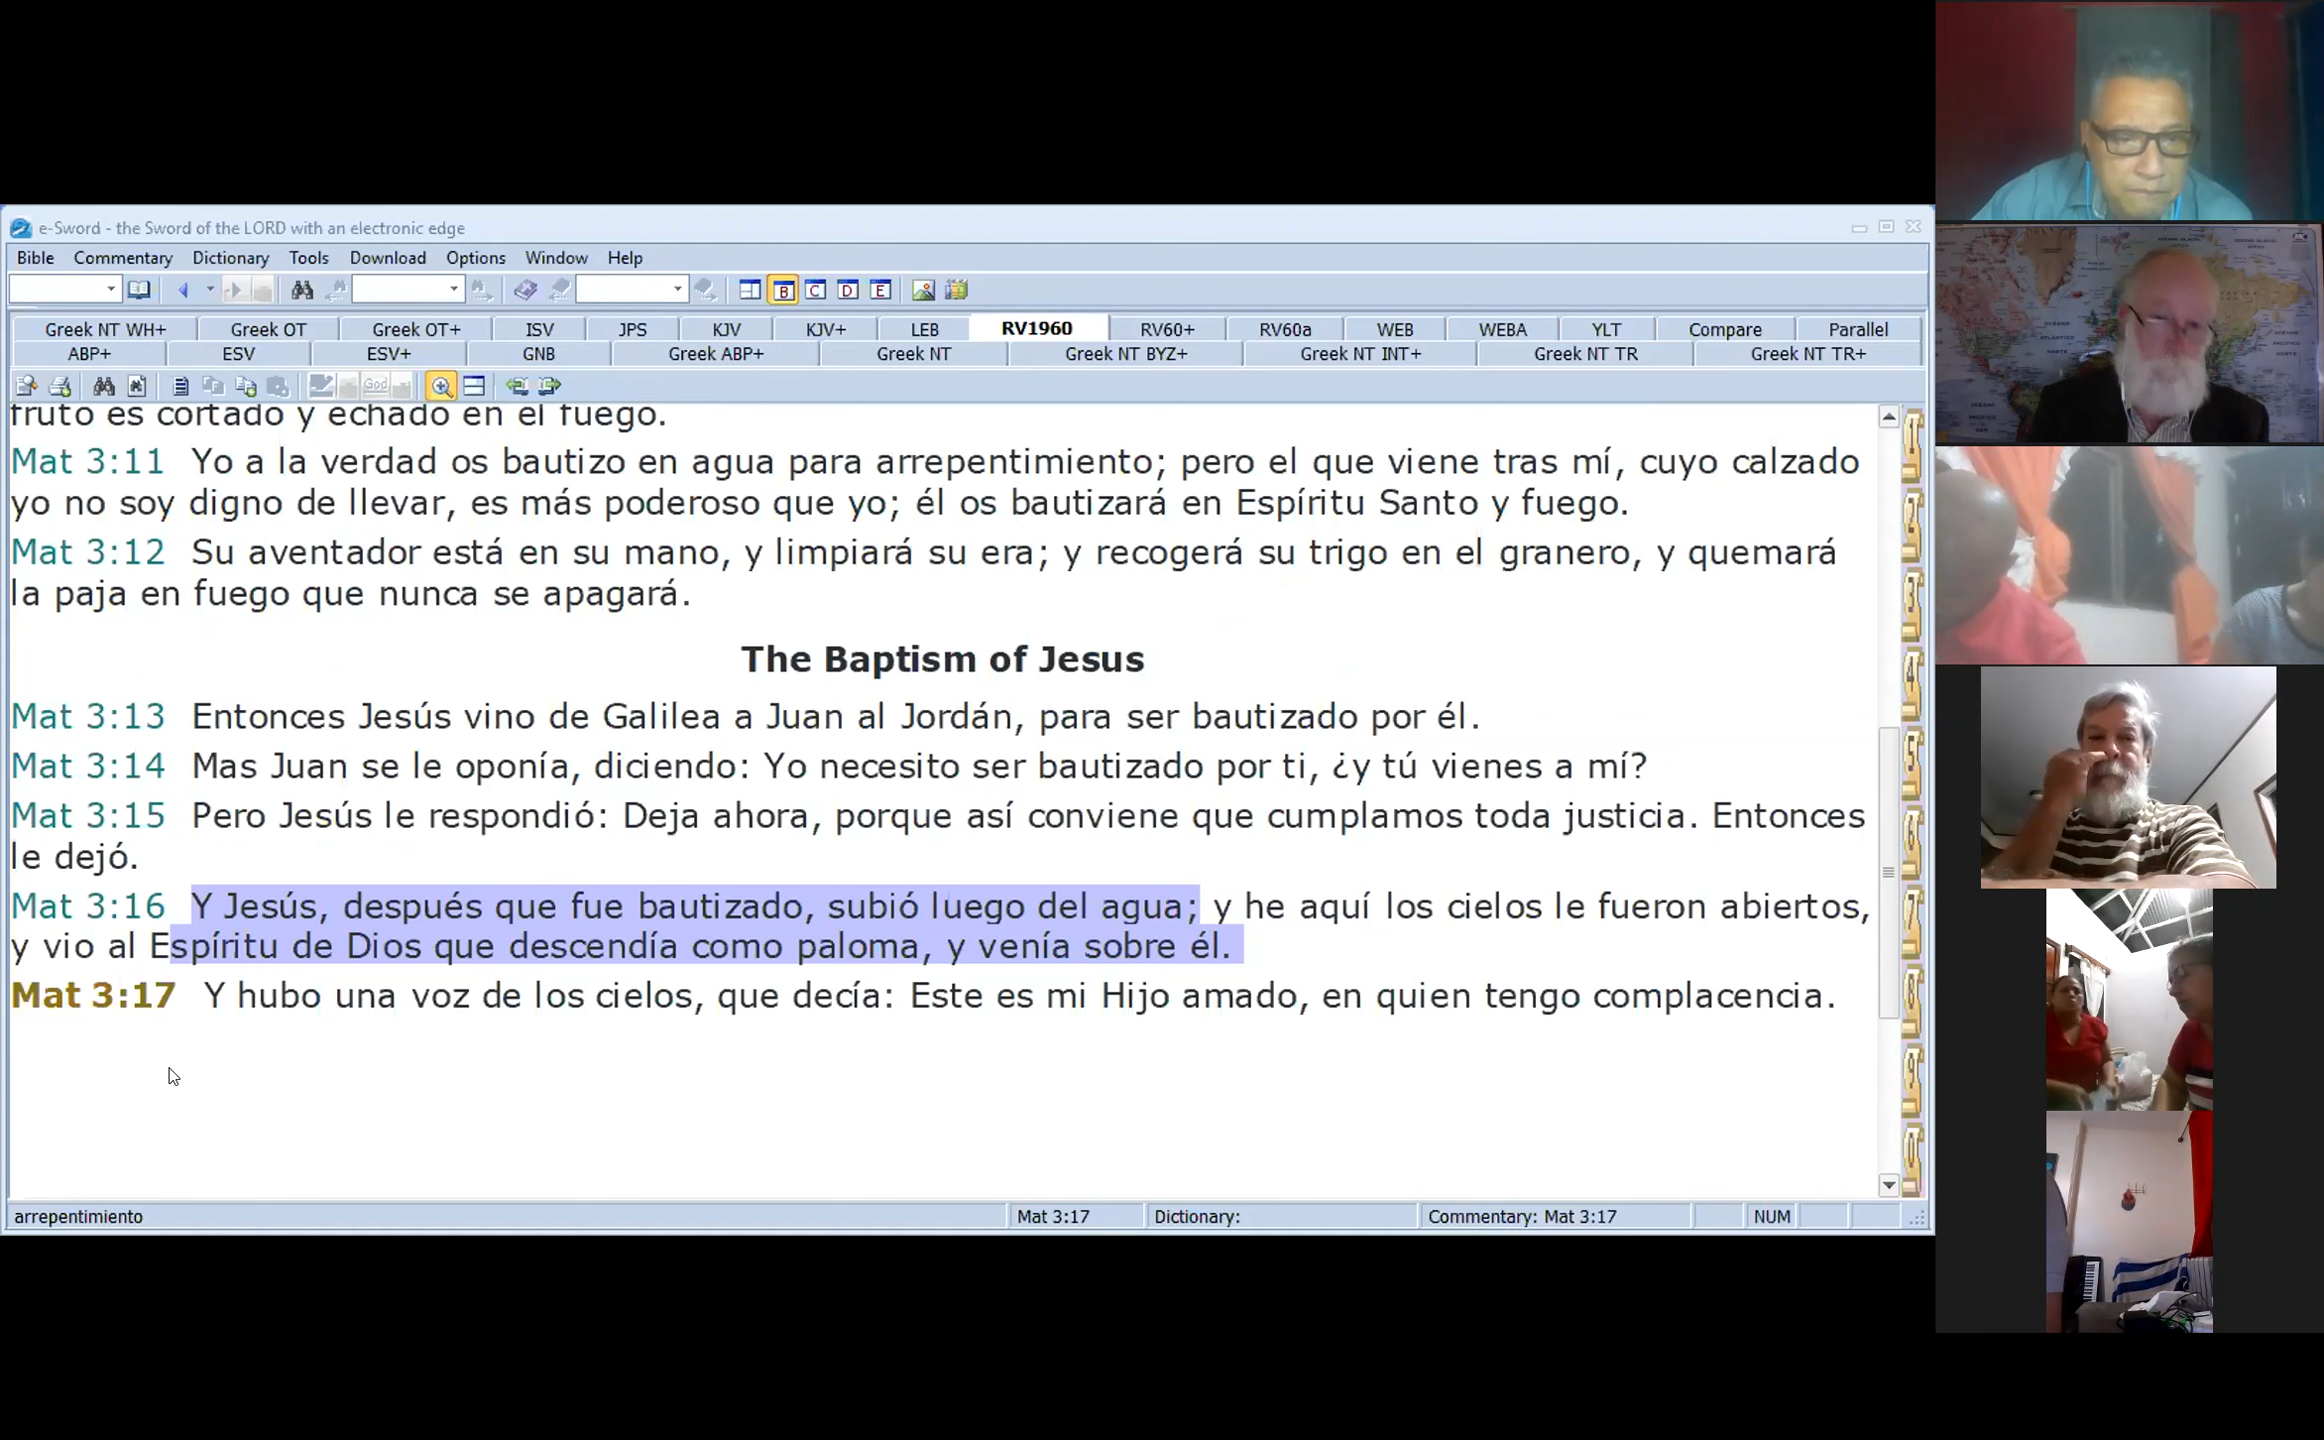 e-Sword - the Sword of the LORD with an electronic edge
Bible Commentary Dictionary Tools Download Options Window Help
B C D E
Greek NT WH+ Greek OT Greek OT+ ISV JPS KJV KJV+ LEB RV1960 RV60+ RV60a WEB WEBA YLT Compare Parallel
ABP+ ESV ESV+ GNB Greek ABP+ Greek NT Greek NT BYZ+ Greek NT INT+ Greek NT TR Greek NT TR+
God
fruto es cortado y echado en el fuego.
Mat 3:11 Yo a la verdad os bautizo en agua para arrepentimiento; pero el que viene tras mí, cuyo calzado
yo no soy digno de llevar, es más poderoso que yo; él os bautizará en Espíritu Santo y fuego.
Mat 3:12 Su aventador está en su mano, y limpiará su era; y recogerá su trigo en el granero, y quemará
la paja en fuego que nunca se apagará.
The Baptism of Jesus
Mat 3:13 Entonces Jesús vino de Galilea a Juan al Jordán, para ser bautizado por él.
Mat 3:14 Mas Juan se le oponía, diciendo: Yo necesito ser bautizado por ti, ¿y tú vienes a mí?
Mat 3:15 Pero Jesús le respondió: Deja ahora, porque así conviene que cumplamos toda justicia. Entonces
le dejó.
Mat 3:16 Y Jesús, después que fue bautizado, subió luego del agua; y he aquí los cielos le fueron abiertos,
y vio al Espíritu de Dios que descendía como paloma, y venía sobre él.
Mat 3:17 Y hubo una voz de los cielos, que decía: Este es mi Hijo amado, en quien tengo complacencia.
1
2
3
4
5
6
7
8
9
0
arrepentimiento Mat 3:17 Dictionary: Commentary: Mat 3:17 NUM